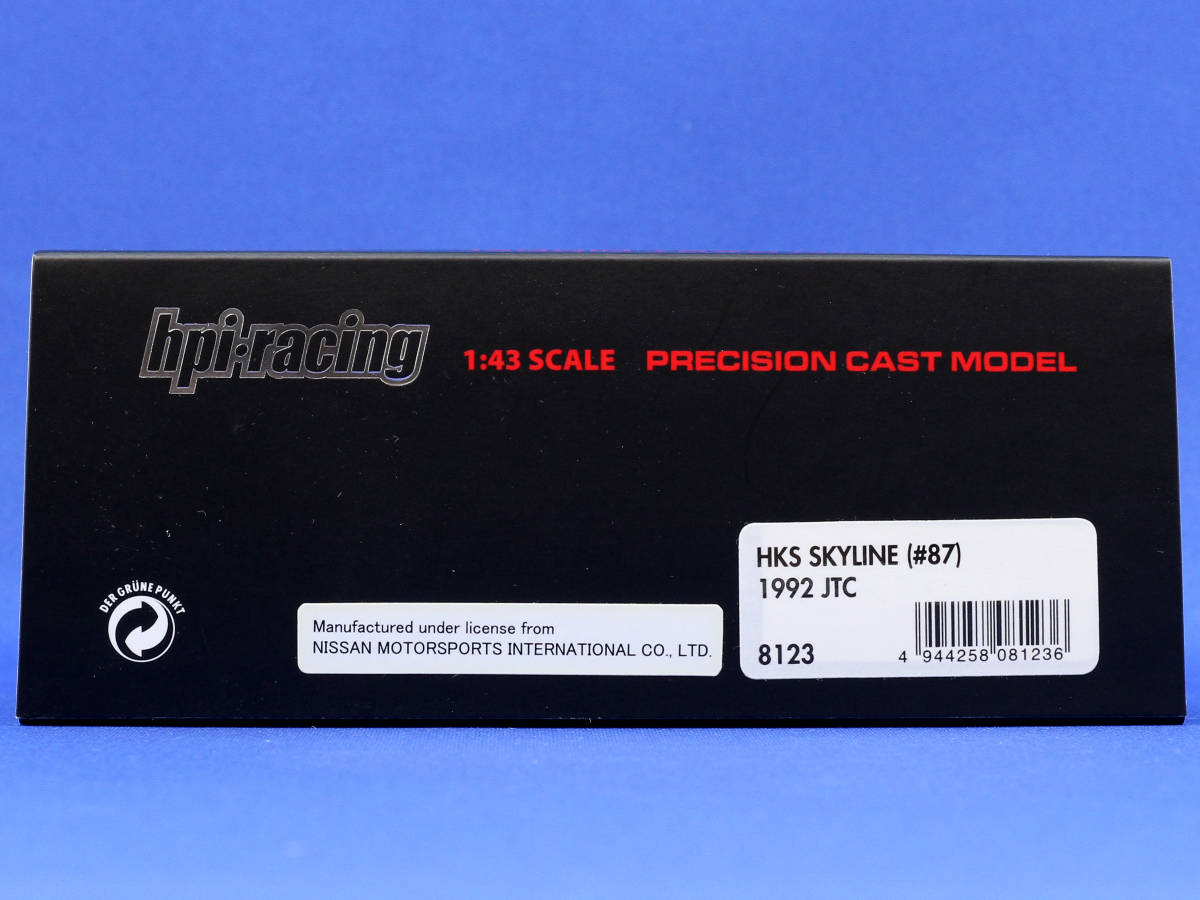 hpi·racing
1:43 SCALE PRECISION CAST MODEL
HKS SKYLINE (#87)
1992 JTC
8123
4 944258 081236
DER GRÜNE PUNKT
Manufactured under license from
NISSAN MOTORSPORTS INTERNATIONAL CO., LTD.